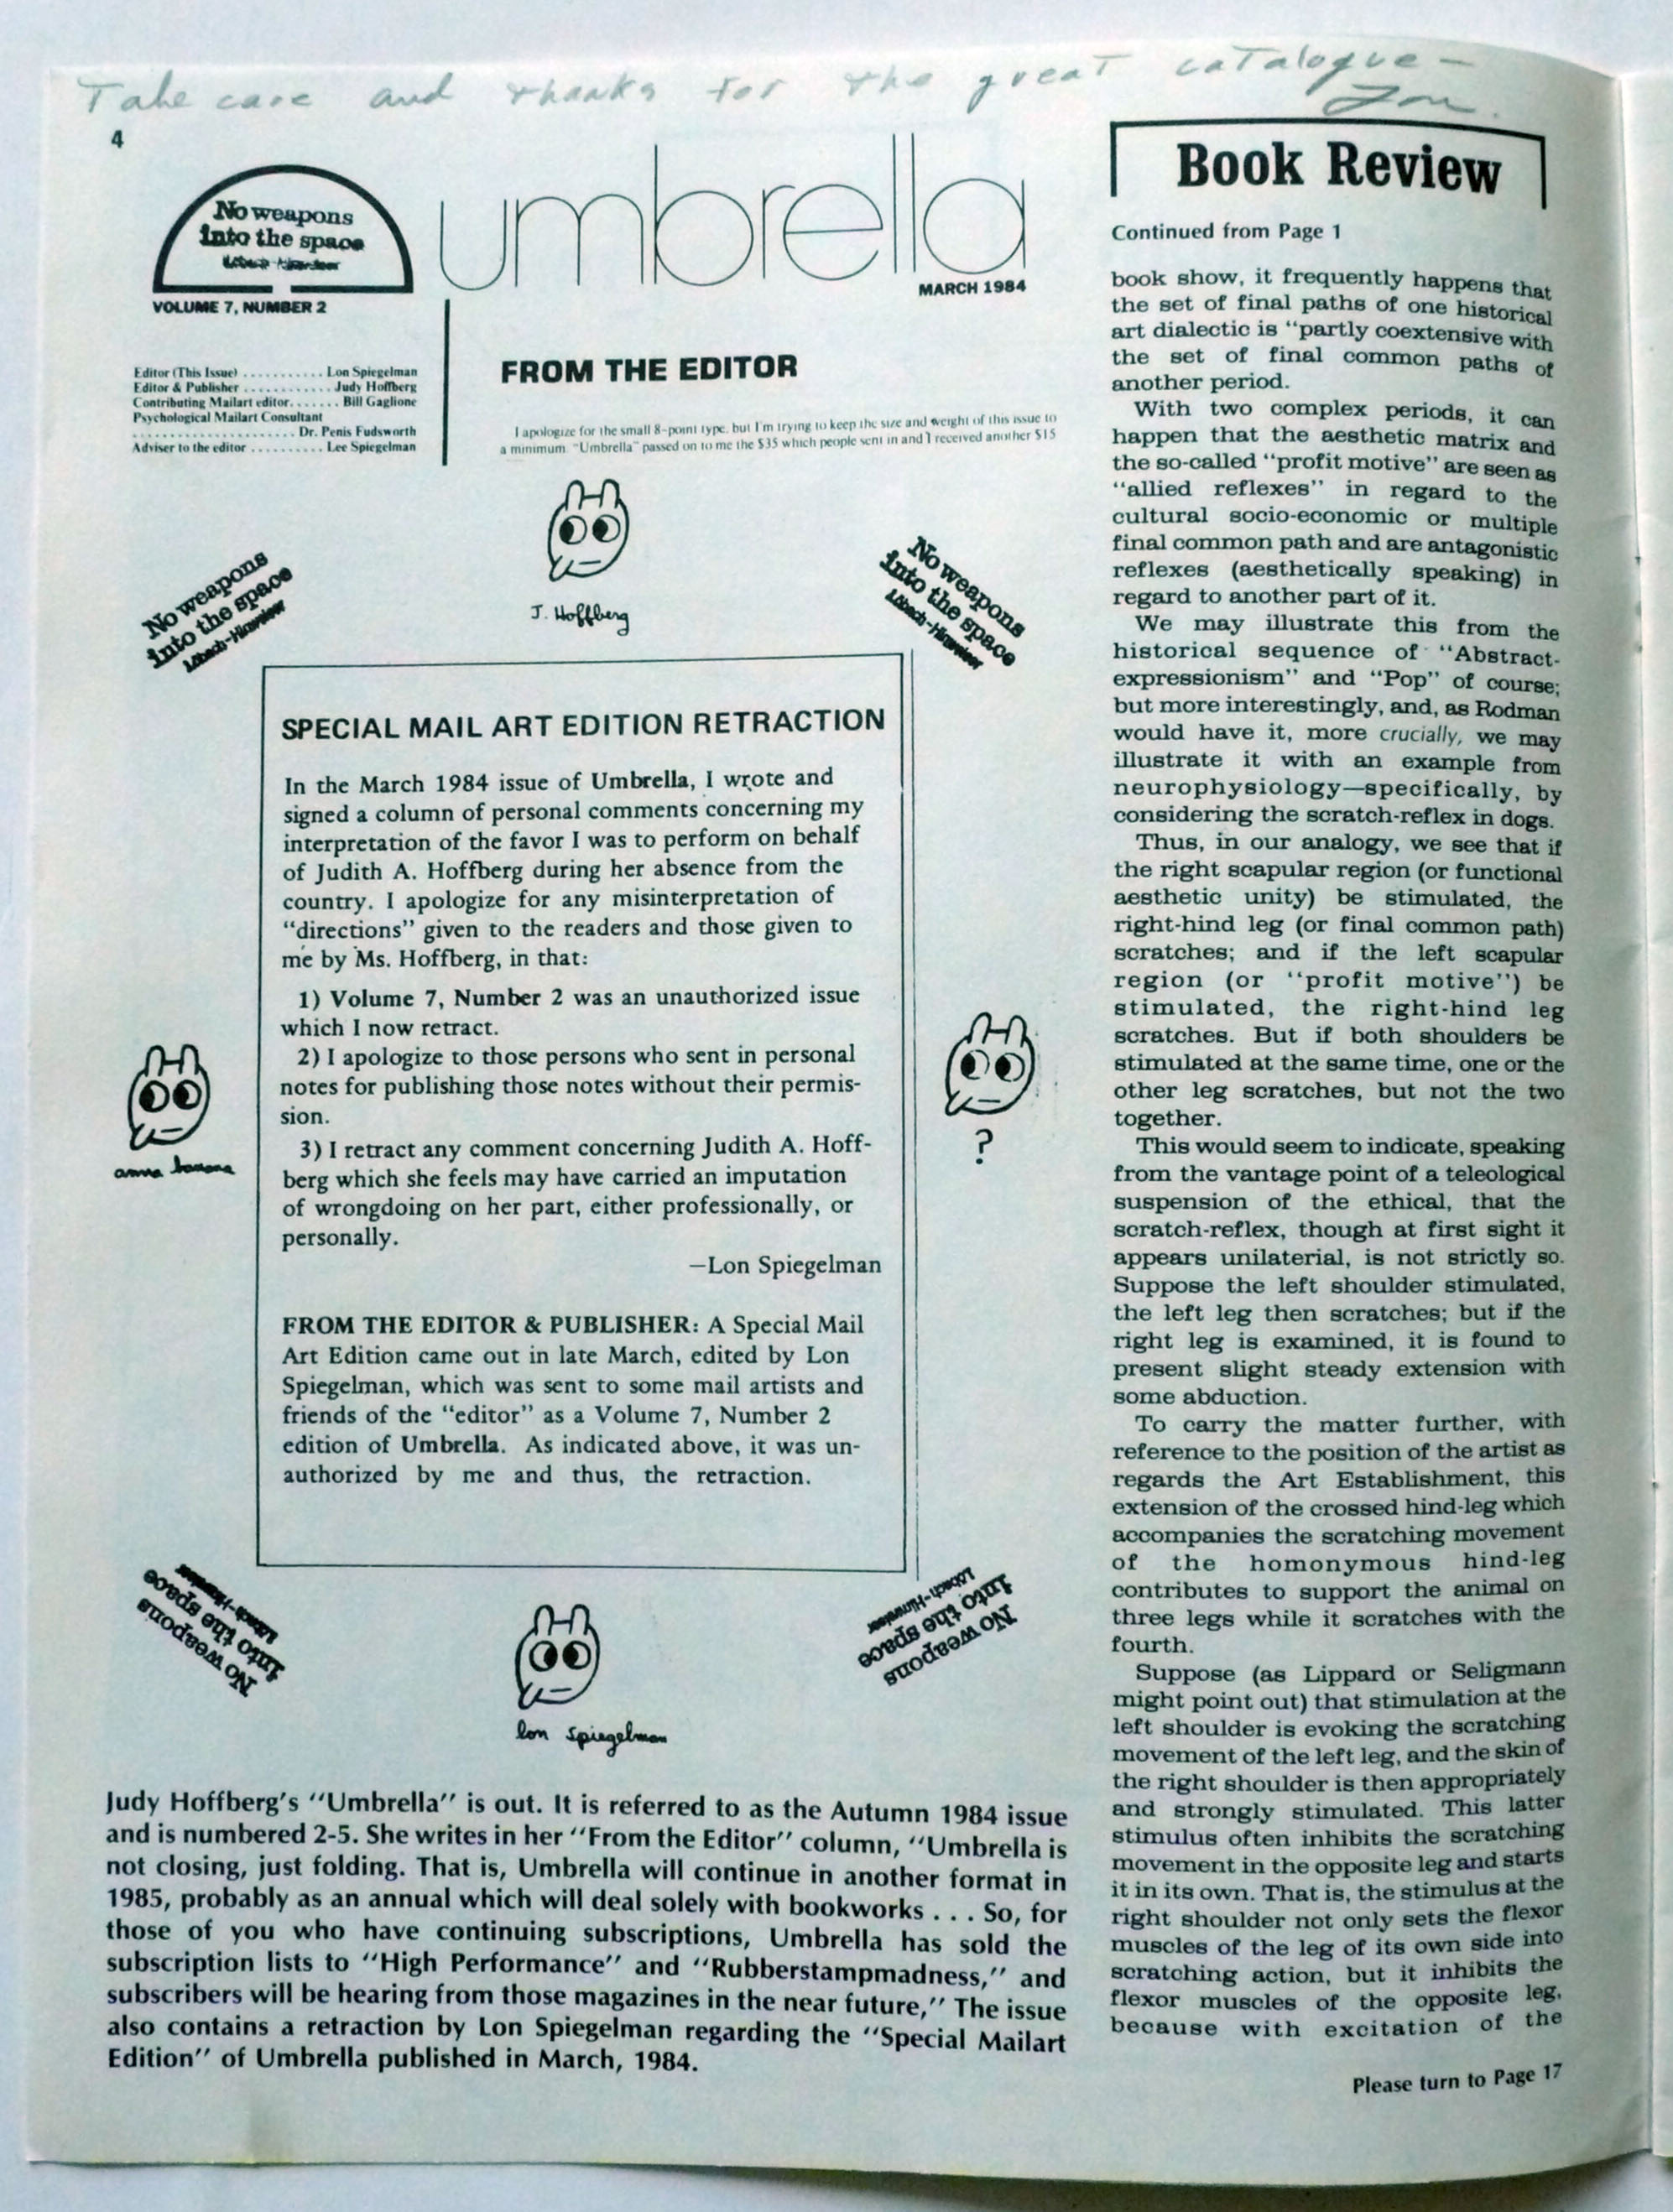 Take care and thanks for the great catalogue —
Lon.
4
No weapons
into the space
VOLUME 7, NUMBER 2
umbrella
MARCH 1984
Editor (This Issue) ........... Lon Spiegelman
Editor & Publisher ............ Judy Hoffberg
Contributing Mailart editor....... Bill Gaglione
Psychological Mailart Consultant
..................... Dr. Penis Fudsworth
Adviser to the editor .......... Lee Spiegelman
FROM THE EDITOR
I apologize for the small 8-point type, but I'm trying to keep the size and weight of this issue to
a minimum. "Umbrella" passed on to me the $35 which people sent in and I received another $15
J. Hoffberg
No weapons
into the space
Löbach-Hinweiser
No weapons
into the space
Löbach-Hinweiser
SPECIAL MAIL ART EDITION RETRACTION
In the March 1984 issue of Umbrella, I wrote and
signed a column of personal comments concerning my
interpretation of the favor I was to perform on behalf
of Judith A. Hoffberg during her absence from the
country. I apologize for any misinterpretation of
"directions" given to the readers and those given to
me by Ms. Hoffberg, in that:
1) Volume 7, Number 2 was an unauthorized issue
which I now retract.
2) I apologize to those persons who sent in personal
notes for publishing those notes without their permis-
sion.
3) I retract any comment concerning Judith A. Hoff-
berg which she feels may have carried an imputation
of wrongdoing on her part, either professionally, or
personally.
—Lon Spiegelman
FROM THE EDITOR & PUBLISHER: A Special Mail
Art Edition came out in late March, edited by Lon
Spiegelman, which was sent to some mail artists and
friends of the "editor" as a Volume 7, Number 2
edition of Umbrella. As indicated above, it was un-
authorized by me and thus, the retraction.
anna banana
?
No weapons
into the space
Löbach-Hinweiser
No weapons
into the space
Löbach-Hinweiser
lon spiegelman
Judy Hoffberg's "Umbrella" is out. It is referred to as the Autumn 1984 issue
and is numbered 2-5. She writes in her "From the Editor" column, "Umbrella is
not closing, just folding. That is, Umbrella will continue in another format in
1985, probably as an annual which will deal solely with bookworks . . . So, for
those of you who have continuing subscriptions, Umbrella has sold the
subscription lists to "High Performance" and "Rubberstampmadness," and
subscribers will be hearing from those magazines in the near future," The issue
also contains a retraction by Lon Spiegelman regarding the "Special Mailart
Edition" of Umbrella published in March, 1984.
Book Review
Continued from Page 1
book show, it frequently happens that
the set of final paths of one historical
art dialectic is "partly coextensive with
the set of final common paths of
another period.
With two complex periods, it can
happen that the aesthetic matrix and
the so-called "profit motive" are seen as
"allied reflexes" in regard to the
cultural socio-economic or multiple
final common path and are antagonistic
reflexes (aesthetically speaking) in
regard to another part of it.
We may illustrate this from the
historical sequence of "Abstract-
expressionism" and "Pop" of course;
but more interestingly, and, as Rodman
would have it, more crucially, we may
illustrate it with an example from
neurophysiology—specifically, by
considering the scratch-reflex in dogs.
Thus, in our analogy, we see that if
the right scapular region (or functional
aesthetic unity) be stimulated, the
right-hind leg (or final common path)
scratches; and if the left scapular
region (or "profit motive") be
stimulated, the right-hind leg
scratches. But if both shoulders be
stimulated at the same time, one or the
other leg scratches, but not the two
together.
This would seem to indicate, speaking
from the vantage point of a teleological
suspension of the ethical, that the
scratch-reflex, though at first sight it
appears unilaterial, is not strictly so.
Suppose the left shoulder stimulated,
the left leg then scratches; but if the
right leg is examined, it is found to
present slight steady extension with
some abduction.
To carry the matter further, with
reference to the position of the artist as
regards the Art Establishment, this
extension of the crossed hind-leg which
accompanies the scratching movement
of the homonymous hind-leg
contributes to support the animal on
three legs while it scratches with the
fourth.
Suppose (as Lippard or Seligmann
might point out) that stimulation at the
left shoulder is evoking the scratching
movement of the left leg, and the skin of
the right shoulder is then appropriately
and strongly stimulated. This latter
stimulus often inhibits the scratching
movement in the opposite leg and starts
it in its own. That is, the stimulus at the
right shoulder not only sets the flexor
muscles of the leg of its own side into
scratching action, but it inhibits the
flexor muscles of the opposite leg,
because with excitation of the
Please turn to Page 17